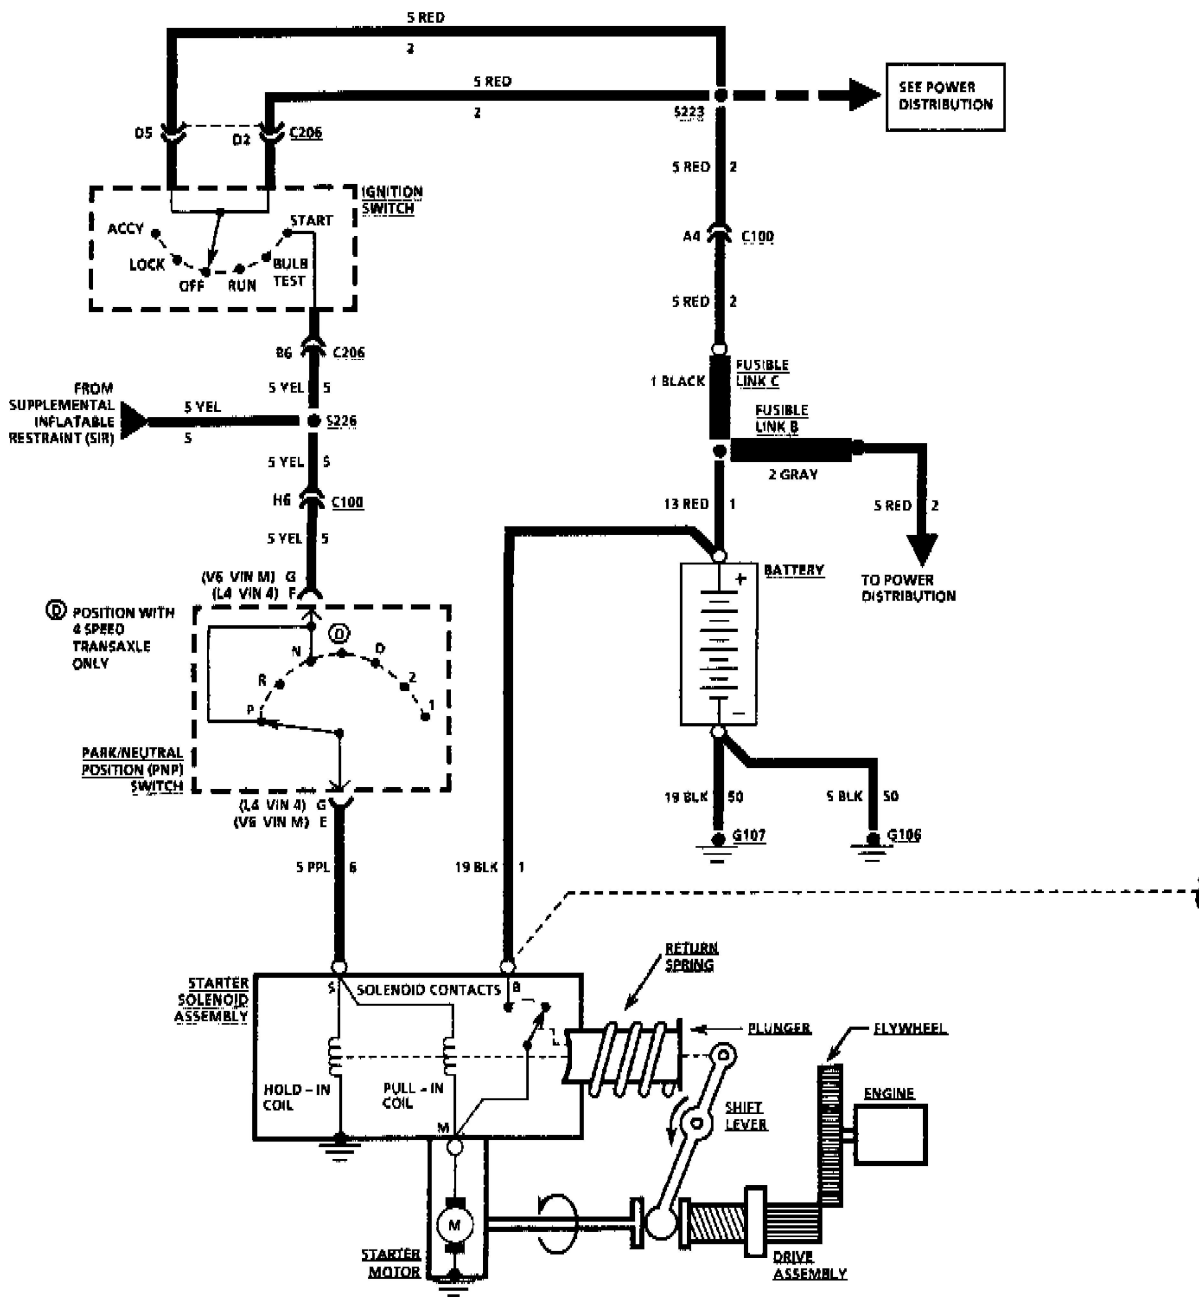 5 RED
2
5 RED
2
S223
SEE POWER
DISTRIBUTION
D5
D2
C206
5 RED
2
IGNITION
SWITCH
ACCY
LOCK
OFF
RUN
BULB
TEST
START
A4
C100
5 RED
2
B6
C206
5 YEL
5
FROM
SUPPLEMENTAL
INFLATABLE
RESTRAINT (SIR)
5 YEL
5
S226
5 YEL
5
H6
C100
5 YEL
5
1 BLACK
FUSIBLE
LINK C
FUSIBLE
LINK B
2 GRAY
13 RED
1
5 RED
2
TO POWER
DISTRIBUTION
BATTERY
+
−
(V6 VIN M) G
(L4 VIN 4) F
D POSITION WITH
4 SPEED
TRANSAXLE
ONLY
P
R
N
D
D
2
1
PARK/NEUTRAL
POSITION (PNP)
SWITCH
(L4 VIN 4) G
(V6 VIN M) E
5 PPL
6
19 BLK
1
19 BLK
50
G107
5 BLK
50
G106
STARTER
SOLENOID
ASSEMBLY
S
SOLENOID CONTACTS
B
HOLD – IN
COIL
PULL – IN
COIL
M
RETURN
SPRING
PLUNGER
FLYWHEEL
SHIFT
LEVER
ENGINE
M
STARTER
MOTOR
DRIVE
ASSEMBLY